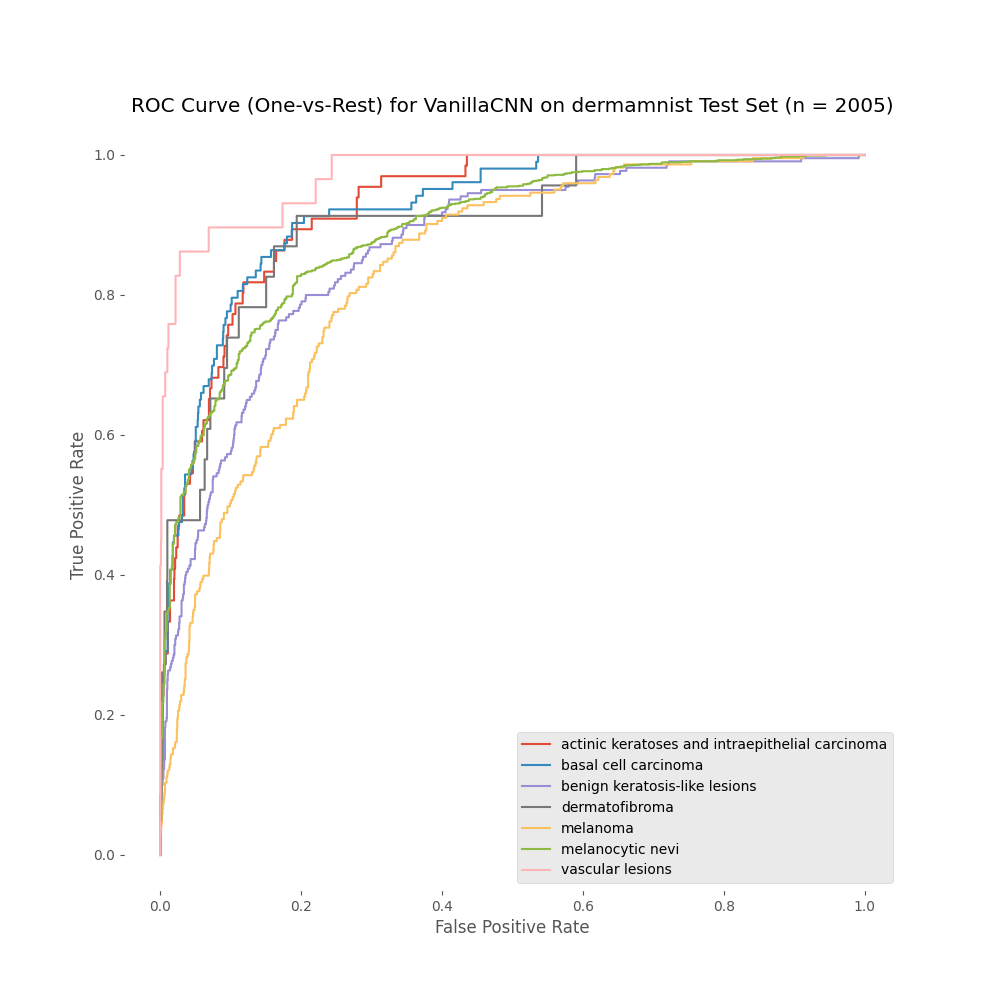 ROC Curve (One-vs-Rest) for VanillaCNN on dermamnist Test Set (n = 2005)
True Positive Rate
1.0
0.8
0.6
0.4
0.2
0.0
actinic keratoses and intraepithelial carcinoma
basal cell carcinoma
benign keratosis-like lesions
dermatofibroma
melanoma
melanocytic nevi
vascular lesions
0.0 0.2 0.4 0.6 0.8 1.0
False Positive Rate